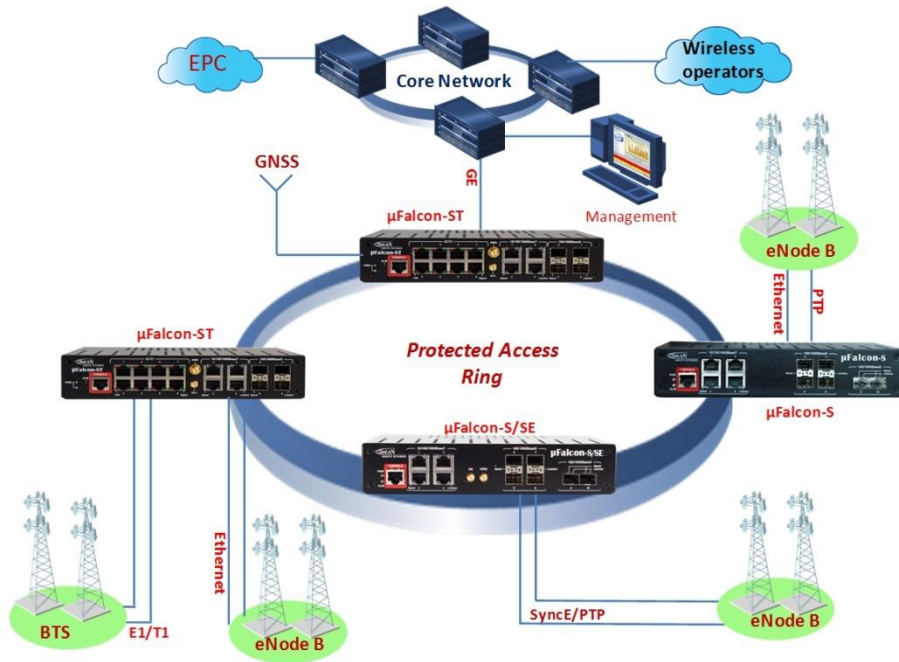 EPC
Core Network
Wireless
operators
GNSS
GE
Management
µFalcon-ST
eNode B
Ethernet
PTP
µFalcon-ST
Protected Access
Ring
µFalcon-S
µFalcon-S
µFalcon-S/SE
µFalcon-S/SE
Ethernet
BTS
E1/T1
eNode B
SyncE/PTP
eNode B